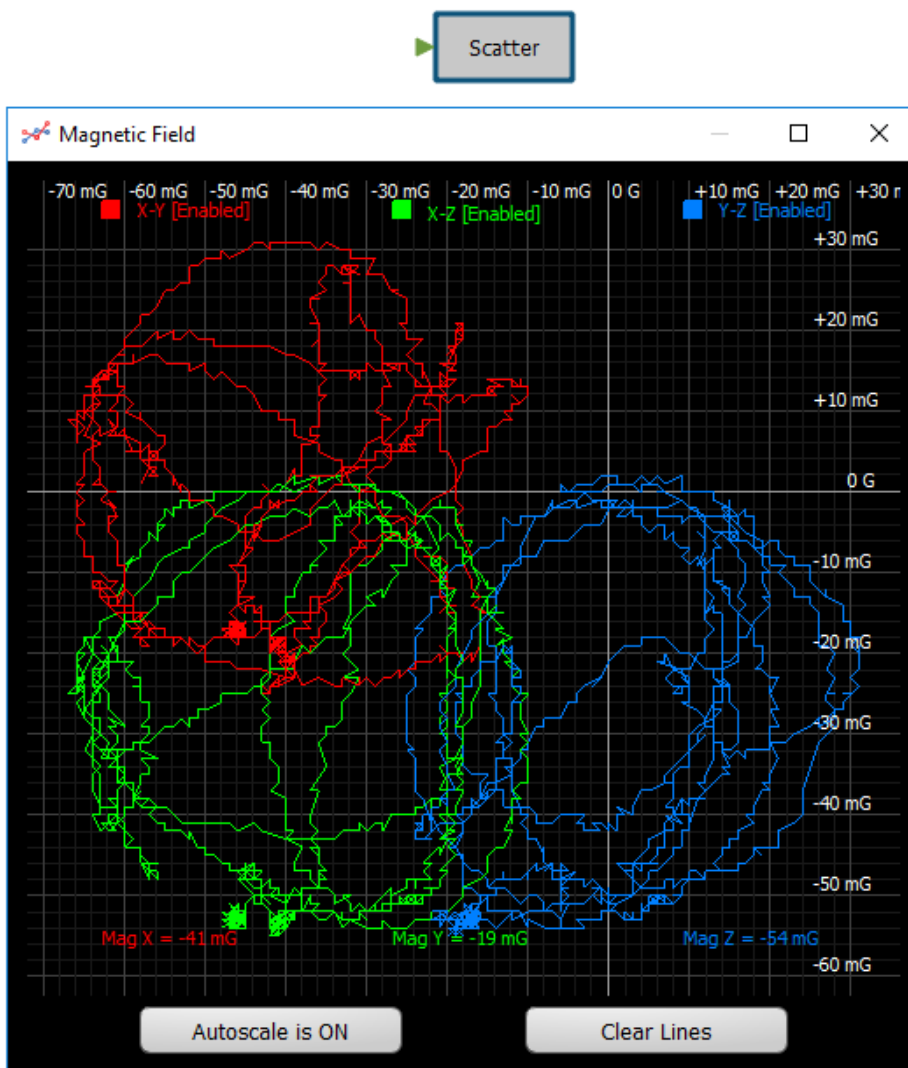 Scatter
Magnetic Field
-70 mG -60 mG -50 mG -40 mG -30 mG -20 mG -10 mG 0 G +10 mG +20 mG +30 m
X-Y [Enabled] X-Z [Enabled] Y-Z [Enabled]
+30 mG
+20 mG
+10 mG
0 G
-10 mG
-20 mG
-30 mG
-40 mG
-50 mG
Mag X = -41 mG Mag Y = -19 mG Mag Z = -54 mG
-60 mG
Autoscale is ON Clear Lines